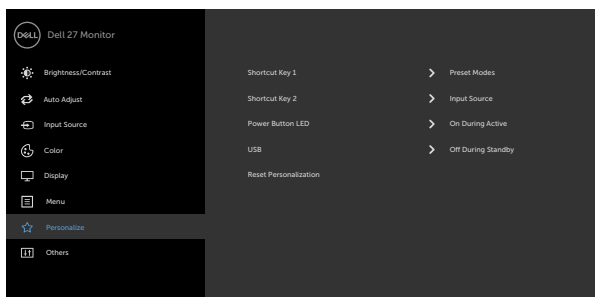 DELL Dell 27 Monitor
Brightness/Contrast
Auto Adjust
Input Source
Color
Display
Menu
Personalize
Others
Shortcut Key 1 Preset Modes
Shortcut Key 2 Input Source
Power Button LED On During Active
USB Off During Standby
Reset Personalization